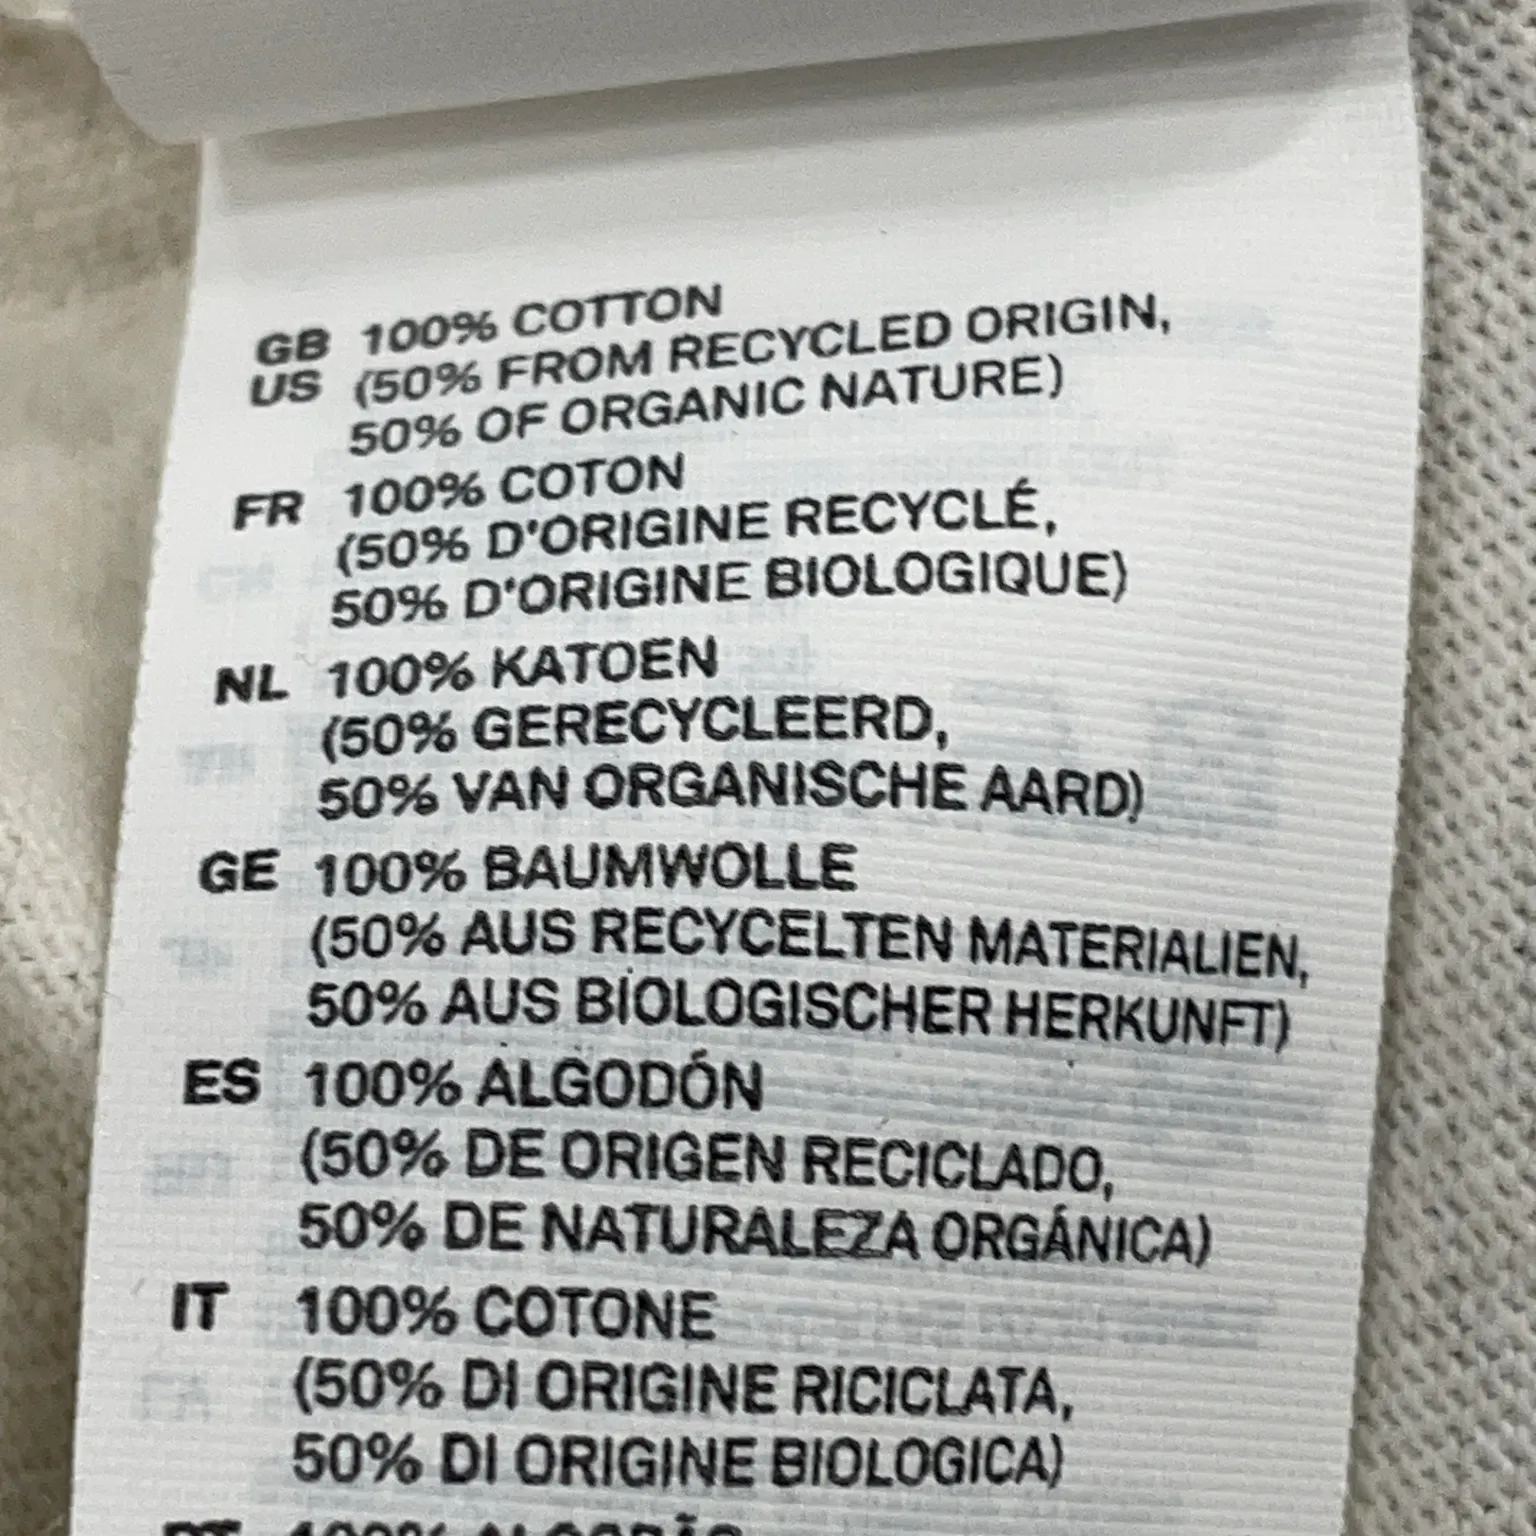 GB 100% COTTON
US (50% FROM RECYCLED ORIGIN,
50% OF ORGANIC NATURE)
FR 100% COTON
(50% D'ORIGINE RECYCLÉ,
50% D'ORIGINE BIOLOGIQUE)
NL 100% KATOEN
(50% GERECYCLEERD,
50% VAN ORGANISCHE AARD)
GE 100% BAUMWOLLE
(50% AUS RECYCELTEN MATERIALIEN,
50% AUS BIOLOGISCHER HERKUNFT)
ES 100% ALGODÓN
(50% DE ORIGEN RECICLADO,
50% DE NATURALEZA ORGÁNICA)
IT 100% COTONE
(50% DI ORIGINE RICICLATA,
50% DI ORIGINE BIOLOGICA)
PT 100% ALGODÃO